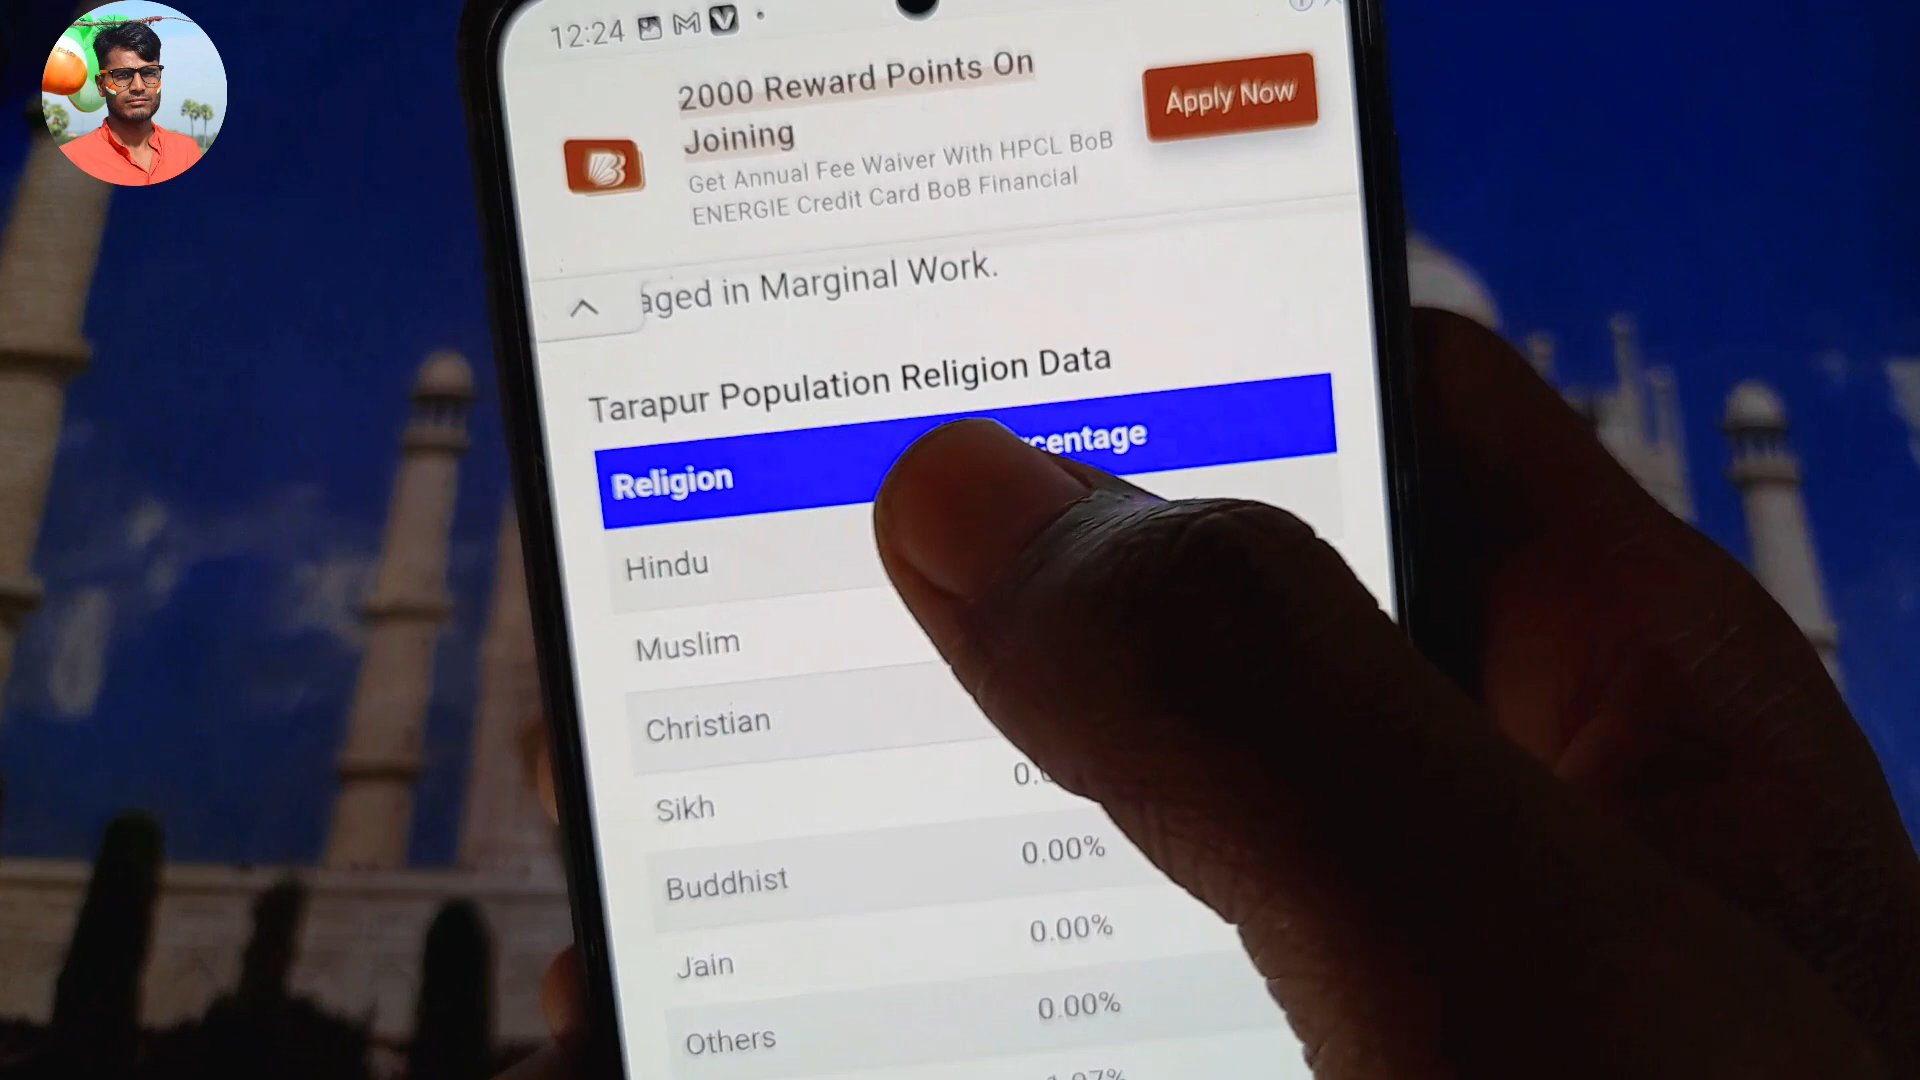 12:24
2000 Reward Points On
Joining
Apply Now
Get Annual Fee Waiver With HPCL BoB
ENERGIE Credit Card BoB Financial
aged in Marginal Work.
Tarapur Population Religion Data
Religion
rcentage
Hindu
Muslim
Christian
Sikh
Buddhist
0.00%
Jain
0.00%
Others
0.00%